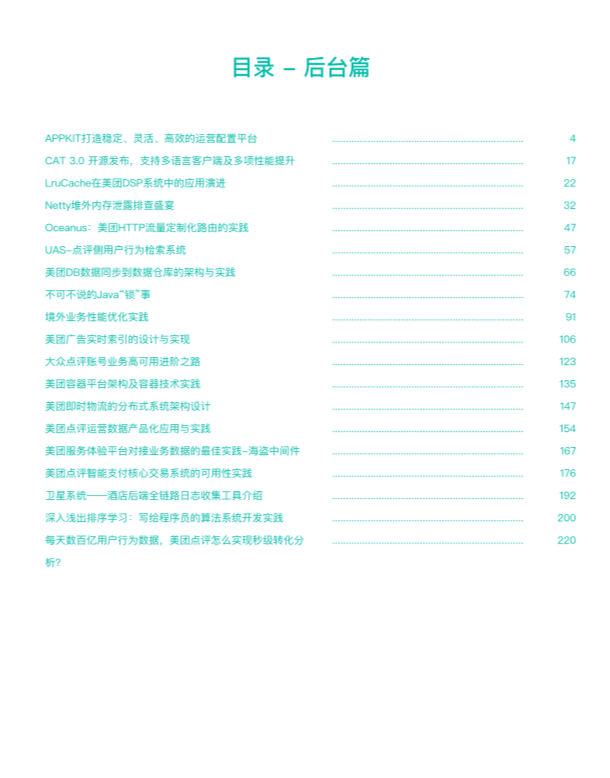 目录 – 后台篇
APPKIT打造稳定、灵活、高效的运营配置平台 4
CAT 3.0 开源发布，支持多语言客户端及多项性能提升 17
LruCache在美团DSP系统中的应用演进 22
Netty堆外内存泄露排查盛宴 32
Oceanus：美团HTTP流量定制化路由的实践 47
UAS–点评侧用户行为检索系统 57
美团DB数据同步到数据仓库的架构与实践 66
不可不说的Java“锁”事 74
境外业务性能优化实践 91
美团广告实时索引的设计与实现 106
大众点评账号业务高可用进阶之路 123
美团容器平台架构及容器技术实践 135
美团即时物流的分布式系统架构设计 147
美团点评运营数据产品化应用与实践 154
美团服务体验平台对接业务数据的最佳实践–海盗中间件 167
美团点评智能支付核心交易系统的可用性实践 176
卫星系统——酒店后端全链路日志收集工具介绍 192
深入浅出排序学习：写给程序员的算法系统开发实践 200
每天数百亿用户行为数据，美团点评怎么实现秒级转化分 220
析？